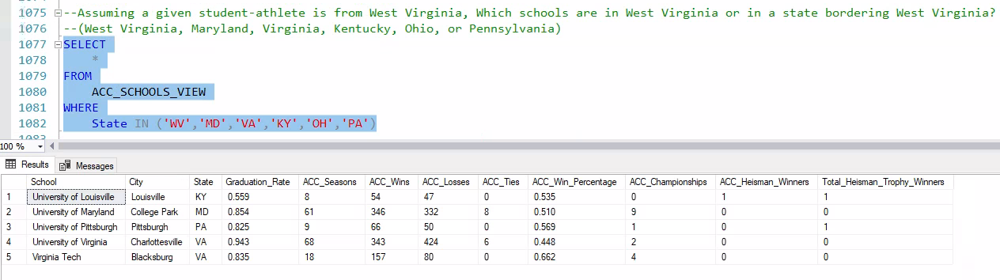 1075 --Assuming a given student-athlete is from West Virginia, Which schools are in West Virginia or in a state bordering West Virginia?
1076 --(West Virginia, Maryland, Virginia, Kentucky, Ohio, or Pennsylvania)
1077 SELECT
1078 *
1079 FROM
1080 ACC_SCHOOLS_VIEW
1081 WHERE
1082 State IN ('WV','MD','VA','KY','OH','PA')
1083
100 %
Results Messages
School City State Graduation_Rate ACC_Seasons ACC_Wins ACC_Losses ACC_Ties ACC_Win_Percentage ACC_Championships ACC_Heisman_Winners Total_Heisman_Trophy_Winners
1 University of Louisville Louisville KY 0.559 8 54 47 0 0.535 0 1 1
2 University of Maryland College Park MD 0.854 61 346 332 8 0.510 9 0 0
3 University of Pittsburgh Pittsburgh PA 0.825 9 66 50 0 0.569 1 0 1
4 University of Virginia Charlottesville VA 0.943 68 343 424 6 0.448 2 0 0
5 Virginia Tech Blacksburg VA 0.835 18 157 80 0 0.662 4 0 0